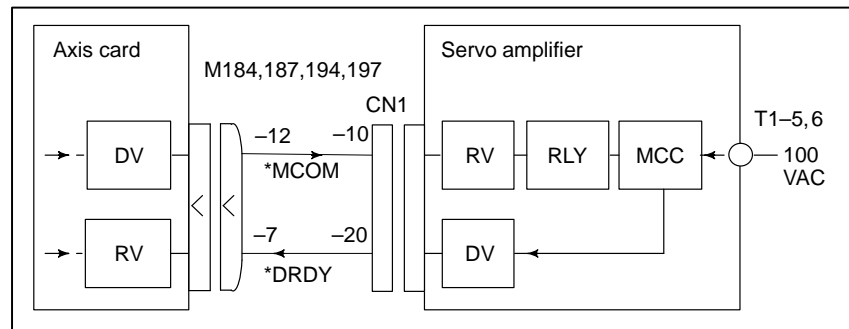 Axis card
M184,187,194,197
CN1
Servo amplifier
T1–5,6
–12
–10
*MCOM
DV
RV
RLY
MCC
100
VAC
–7
–20
*DRDY
RV
DV